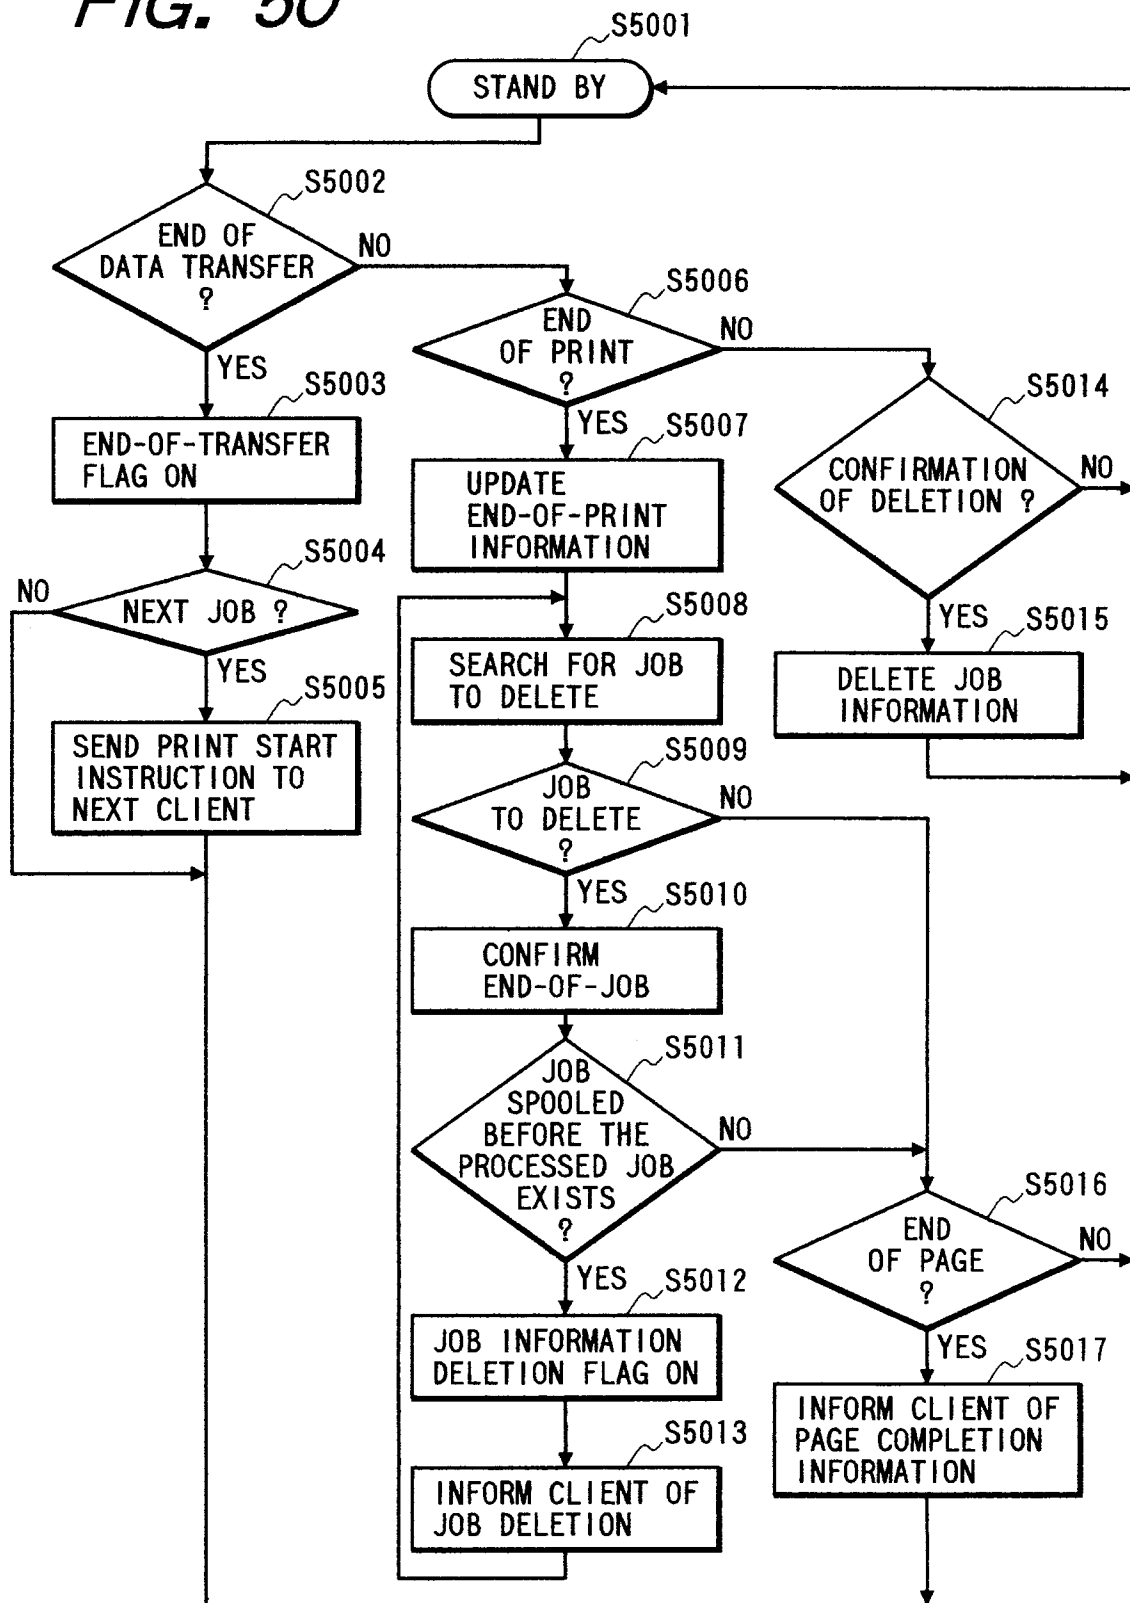 FIG. 50
S5001
STAND BY
S5002
END OF
DATA TRANSFER
?
NO
YES
S5003
END-OF-TRANSFER
FLAG ON
S5004
NO
NEXT JOB ?
YES
S5005
SEND PRINT START
INSTRUCTION TO
NEXT CLIENT
S5006
END
OF PRINT
?
NO
YES
S5007
UPDATE
END-OF-PRINT
INFORMATION
S5008
SEARCH FOR JOB
TO DELETE
S5009
JOB
TO DELETE
?
NO
YES
S5010
CONFIRM
END-OF-JOB
S5011
JOB
SPOOLED
BEFORE THE
PROCESSED JOB
EXISTS
?
NO
YES
S5012
JOB INFORMATION
DELETION FLAG ON
S5013
INFORM CLIENT OF
JOB DELETION
S5014
CONFIRMATION
OF DELETION ?
NO
YES
S5015
DELETE JOB
INFORMATION
S5016
END
OF PAGE
?
NO
YES
S5017
INFORM CLIENT OF
PAGE COMPLETION
INFORMATION